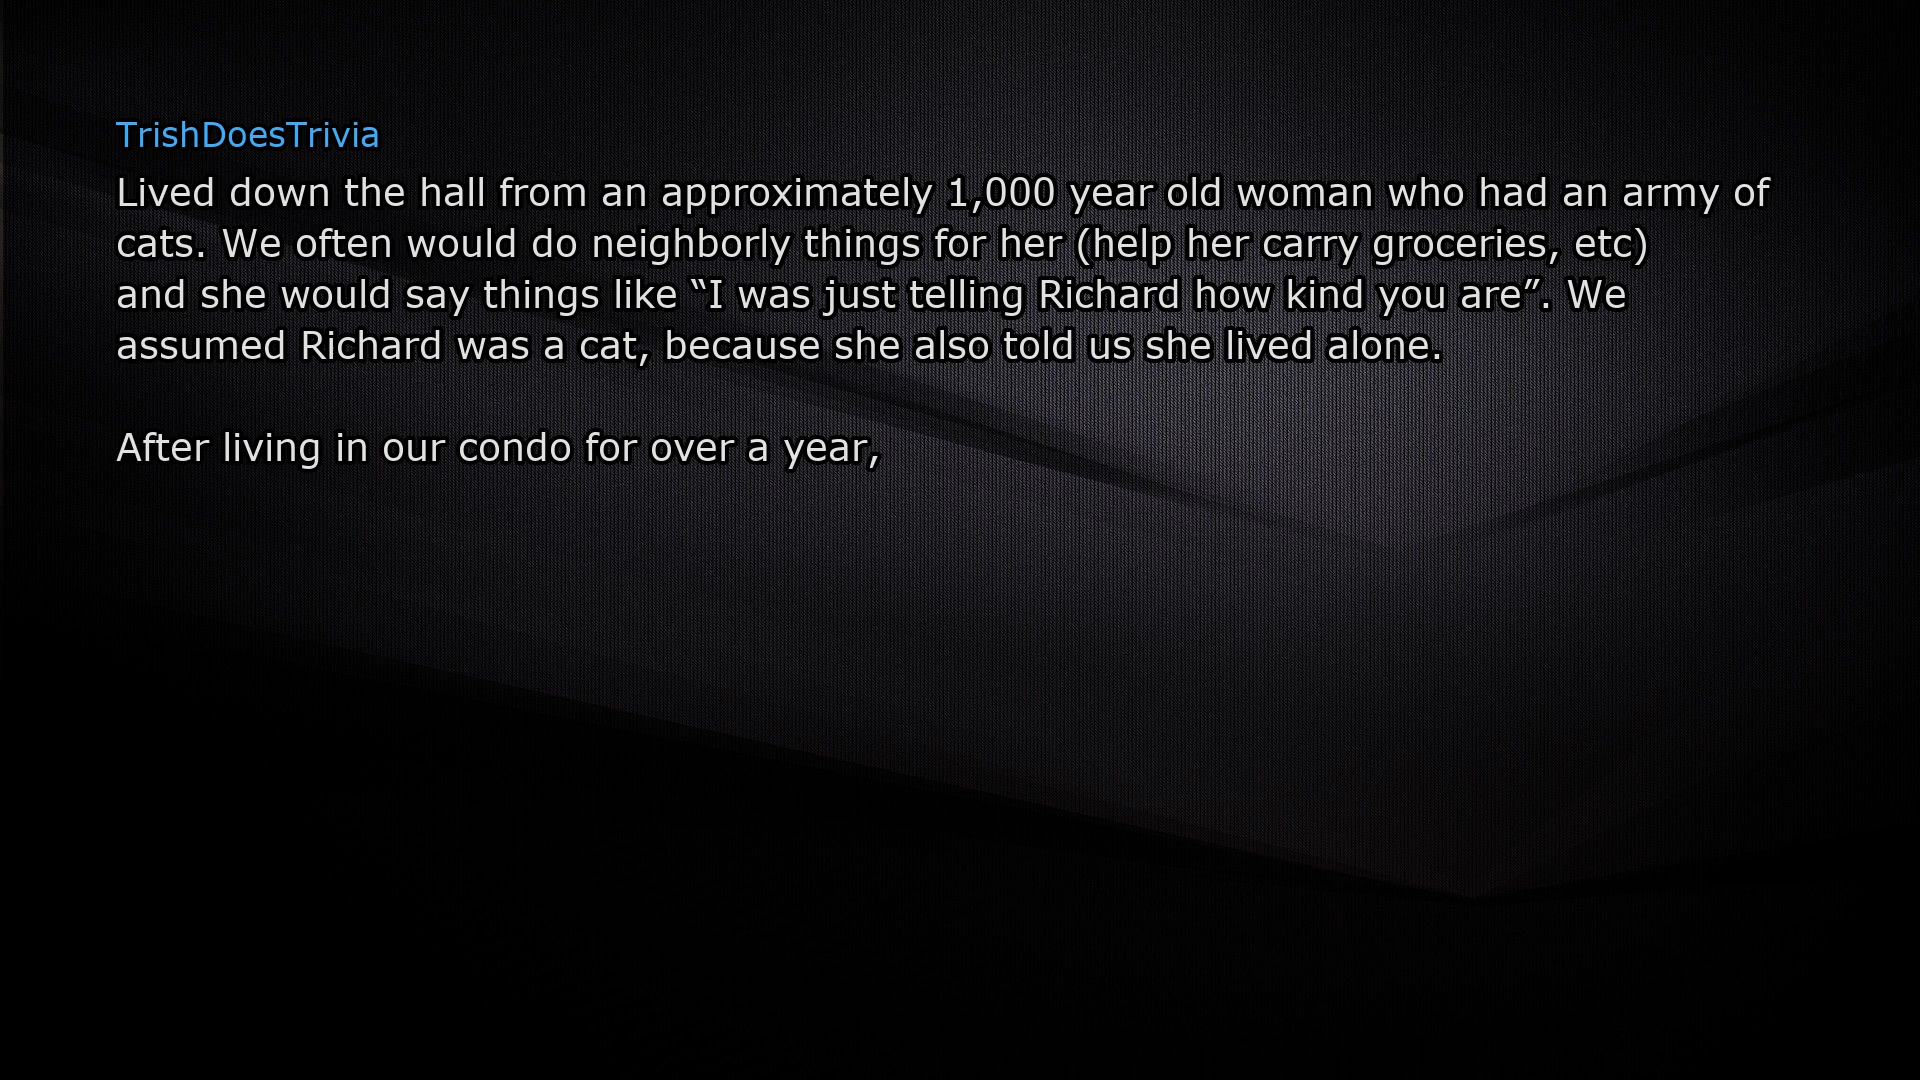 TrishDoesTrivia
Lived down the hall from an approximately 1,000 year old woman who had an army of
cats. We often would do neighborly things for her (help her carry groceries, etc)
and she would say things like “I was just telling Richard how kind you are”. We
assumed Richard was a cat, because she also told us she lived alone.
After living in our condo for over a year,